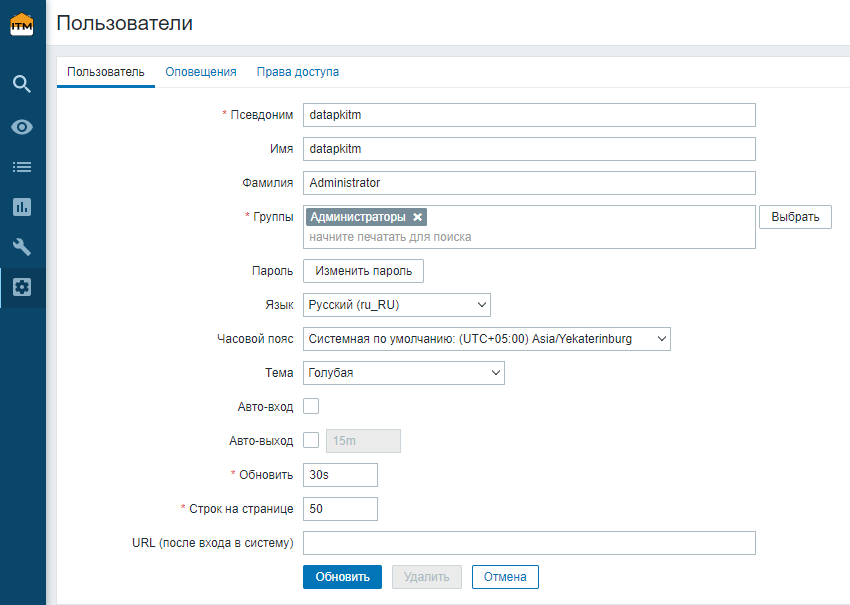 ITM
Пользователи
Пользователь Оповещения Права доступа
* Псевдоним datapkitm
Имя datapkitm
Фамилия Administrator
* Группы Администраторы Выбрать
начните печатать для поиска
Пароль Изменить пароль
Язык Русский (ru_RU)
Часовой пояс Системная по умолчанию: (UTC+05:00) Asia/Yekaterinburg
Тема Голубая
Авто-вход
Авто-выход 15m
* Обновить 30s
* Строк на странице 50
URL (после входа в систему)
Обновить Удалить Отмена